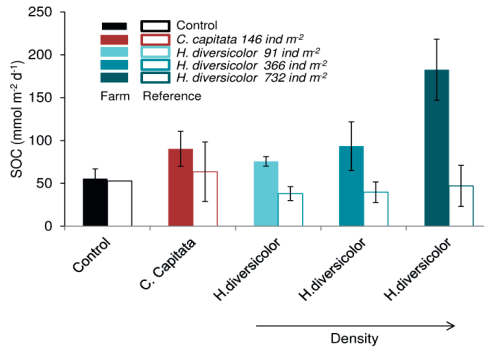 250
200
150
100
50
0
SOC (mmol m-2 d-1)
Control
C. capitata 146 ind m-2
H. diversicolor 91 ind m-2
H. diversicolor 366 ind m-2
H. diversicolor 732 ind m-2
Farm Reference
Control
C. Capitata
H.diversicolor
H.diversicolor
H.diversicolor
Density